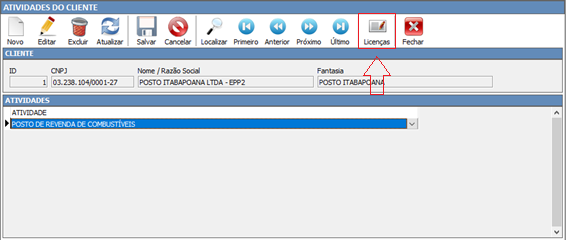 ATIVIDADES DO CLIENTE
Novo Editar Excluir Atualizar Salvar Cancelar Localizar Primeiro Anterior Próximo Último Licenças Fechar
CLIENTE
ID CNPJ Nome / Razão Social Fantasia
1 03.238.104/0001-27 POSTO ITABAPOANA LTDA - EPP2 POSTO ITABAPOANA
ATIVIDADES
ATIVIDADE
POSTO DE REVENDA DE COMBUSTÍVEIS